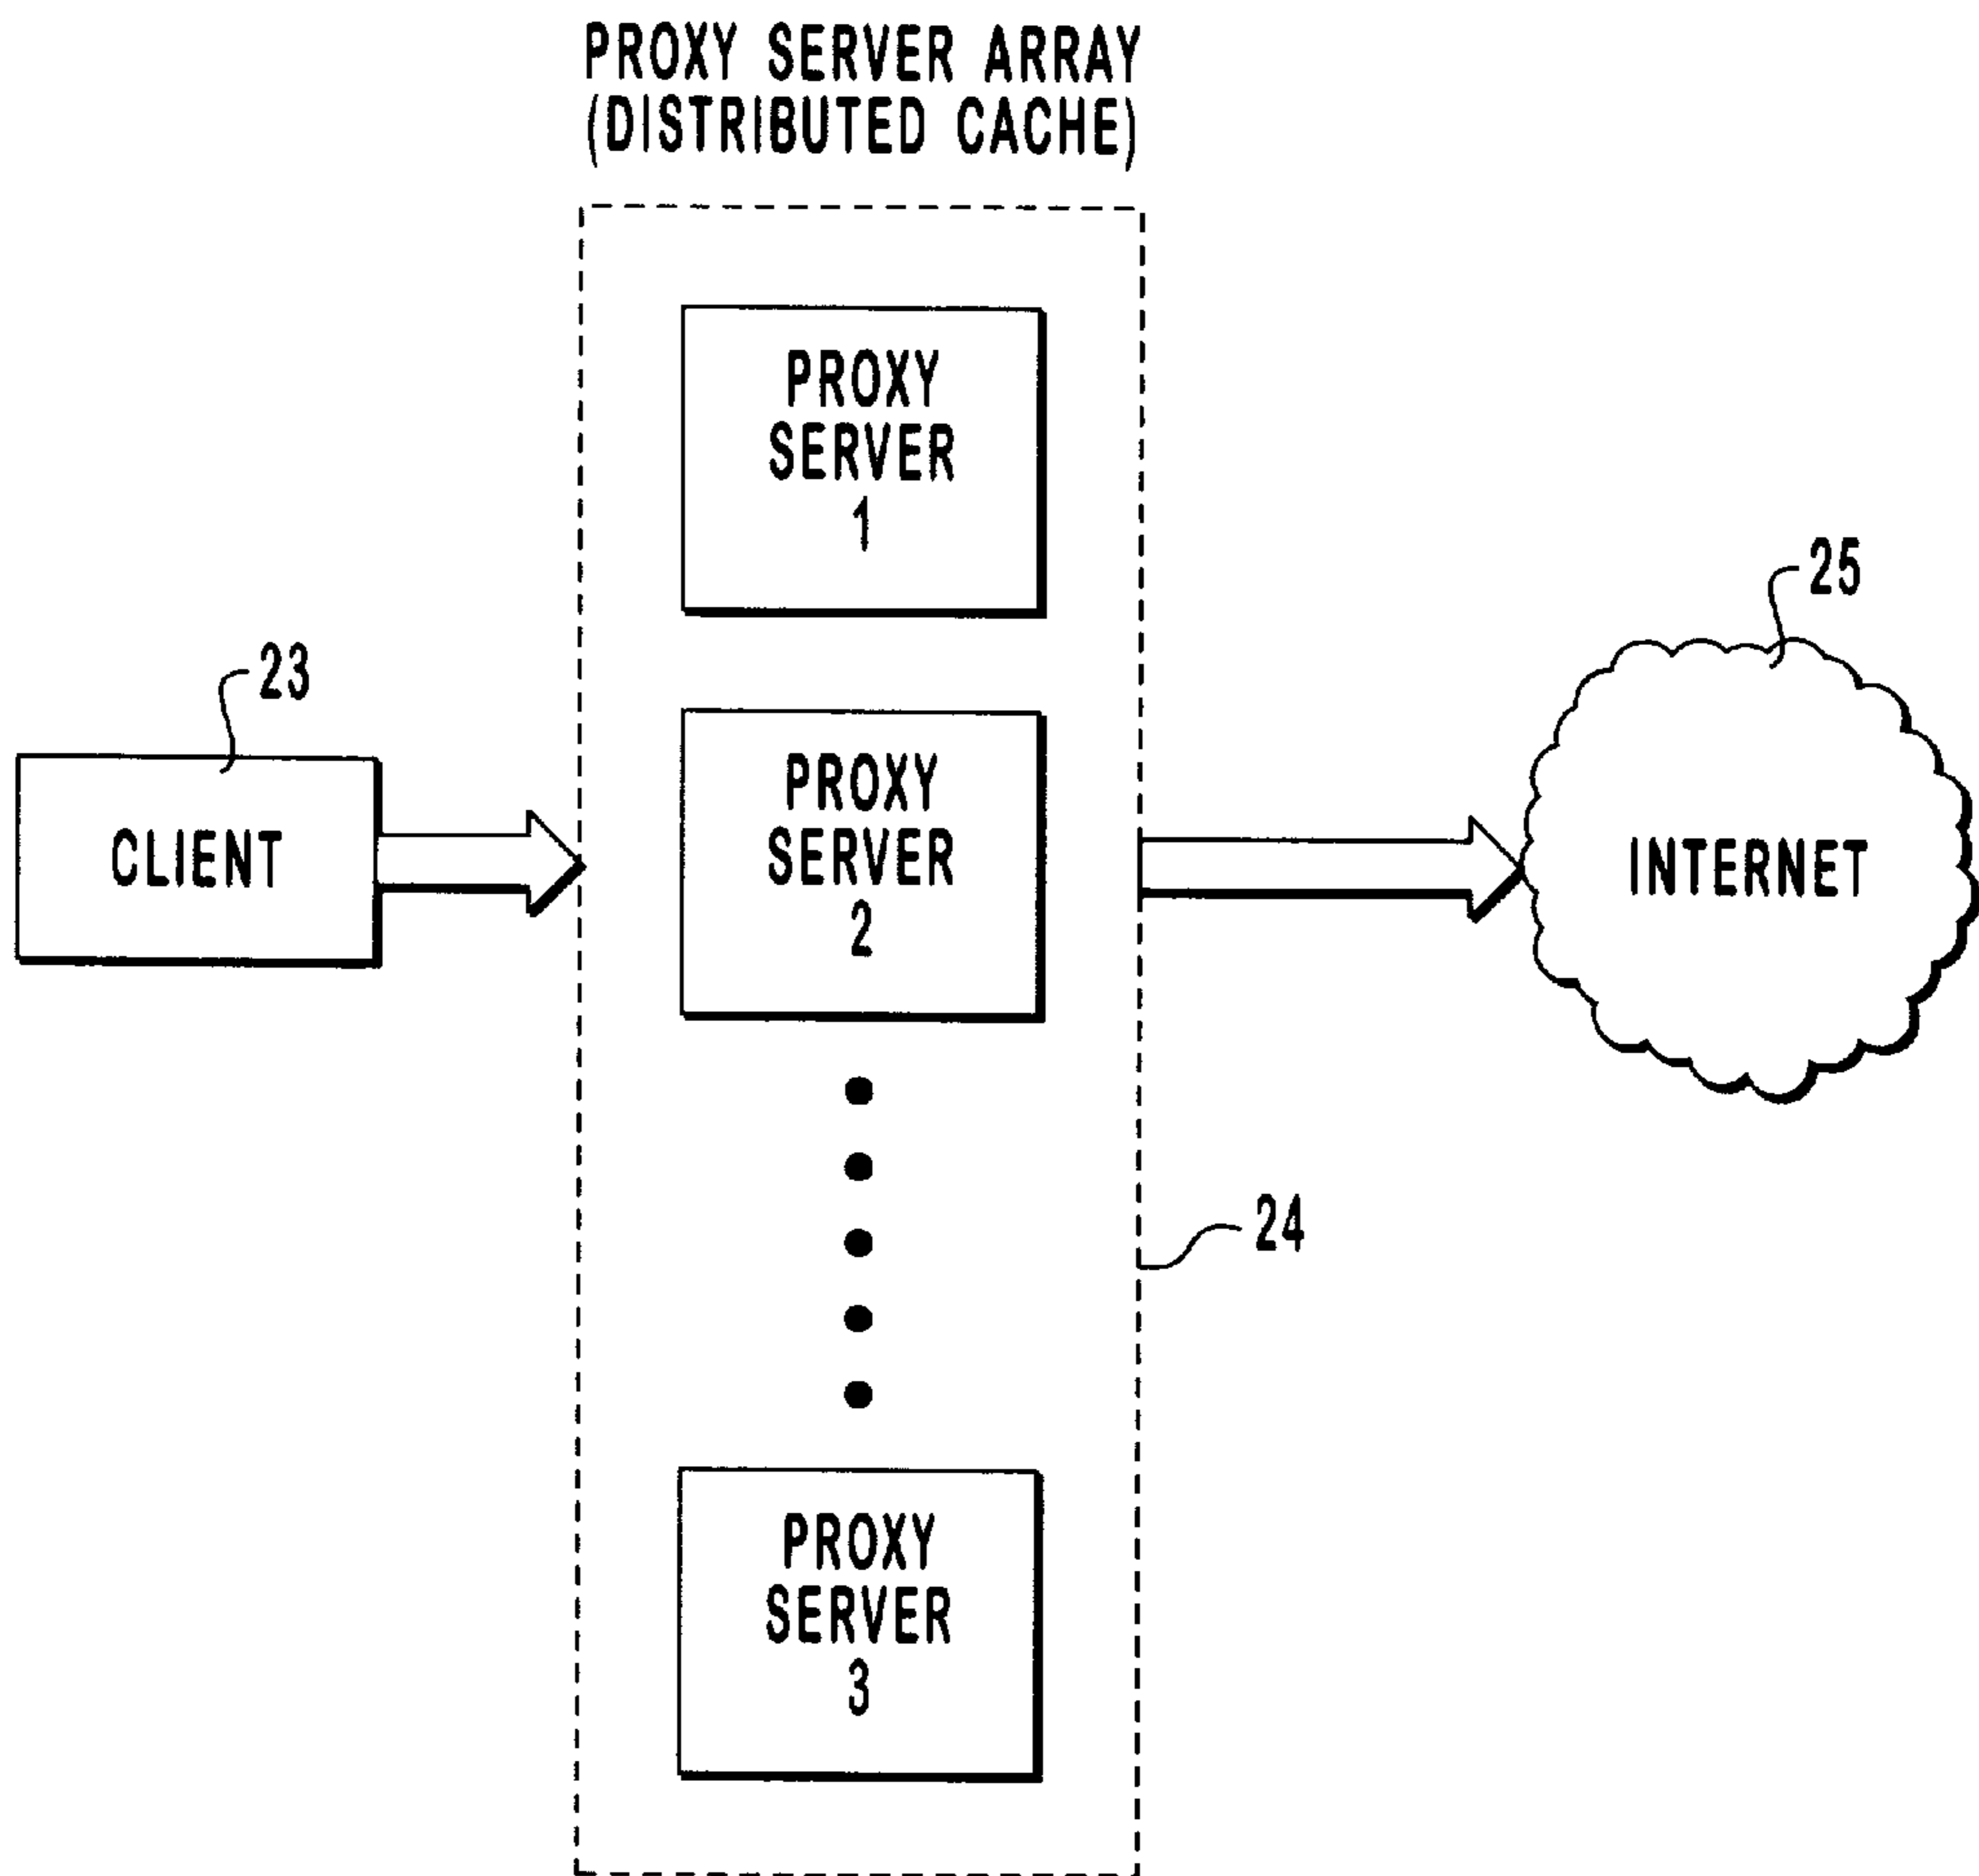 PROXY SERVER ARRAY
(DISTRIBUTED CACHE)
PROXY
SERVER
1
25
23
PROXY
SERVER
2
CLIENT
INTERNET
24
PROXY
SERVER
3